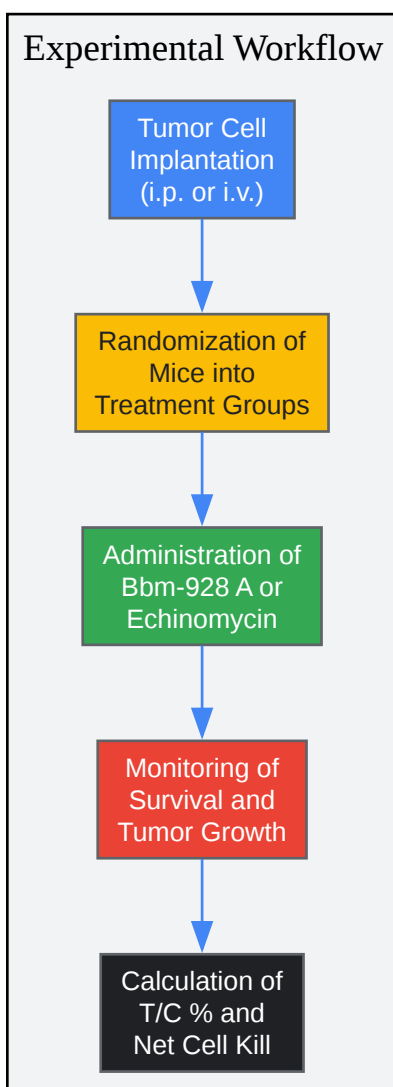 Experimental Workflow
Tumor Cell
Implantation
(i.p. or i.v.)
Randomization of
Mice into
Treatment Groups
Administration of
Bbm-928 A or
Echinomycin
Monitoring of
Survival and
Tumor Growth
Calculation of
T/C % and
Net Cell Kill